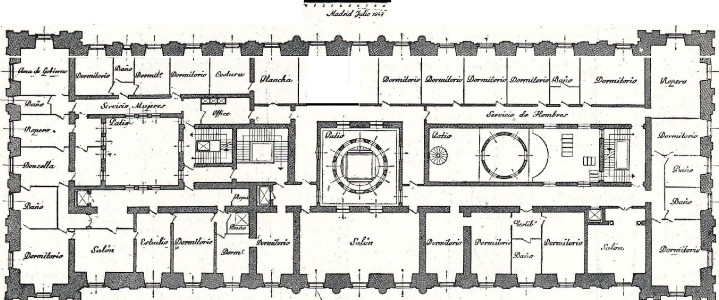 Madrid Julio 1941
Ama de Gobierno
Dormitorio
Baño
Dormit.º
Dormitorio
Costura
Plancha
Dormitorio
Dormitorio
Dormitorio
Dormitorio
Baño
Dormitorio
Ropero
Baño
Servicio Mujeres
Office
Servicio de Hombres
Ropero
Patio
Patio
Patio
Dormitorio
Doncella
Baño
Baño
Ropa
Baño
Dormitorio
Salón
Estudio
Dormitorio
Baño
Dorm.º
Dormitorio
Salón
Dormitorio
Dormitorio
Vestib.º
Baño
Dormitorio
Salón
Dormitorio